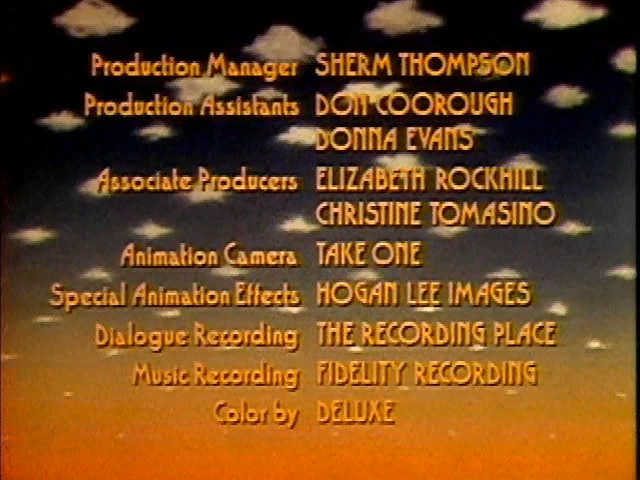 Production Manager SHERM THOMPSON
Production Assistants DON COOROUGH
DONNA EVANS
Associate Producers ELIZABETH ROCKHILL
CHRISTINE TOMASINO
Animation Camera TAKE ONE
Special Animation Effects HOGAN LEE IMAGES
Dialogue Recording THE RECORDING PLACE
Music Recording FIDELITY RECORDING
Color by DELUXE